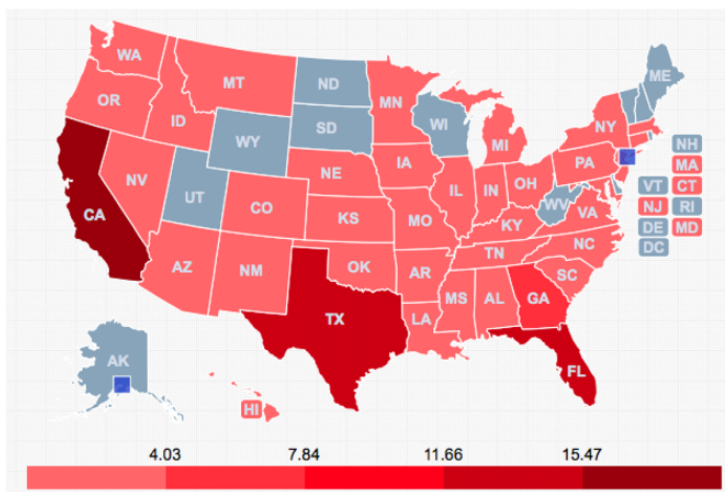 WA
MT
ND
ME
OR
ID
MN
SD
WI
NY
WY
MI
NH
IA
PA
MA
NE
NV
IL
IN
OH
VT
CT
UT
WV
CA
CO
KS
MO
VA
NJ
RI
KY
DE
MD
NC
DC
TN
AZ
NM
OK
AR
SC
MS
AL
GA
LA
TX
AK
FL
HI
4.03 7.84 11.66 15.47